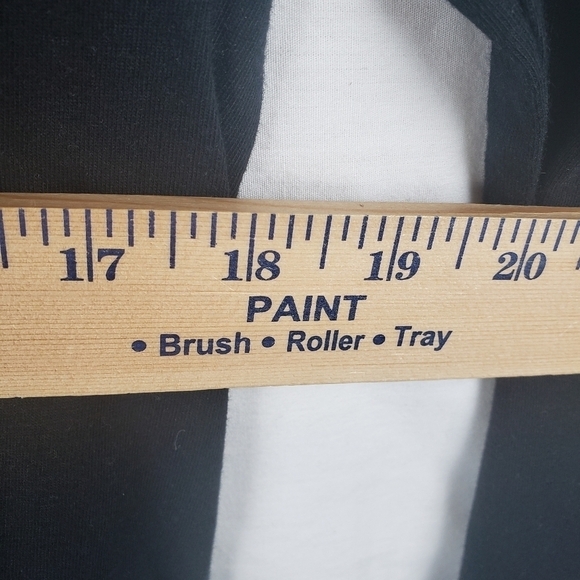 17 18 19 20
PAINT
• Brush • Roller • Tray